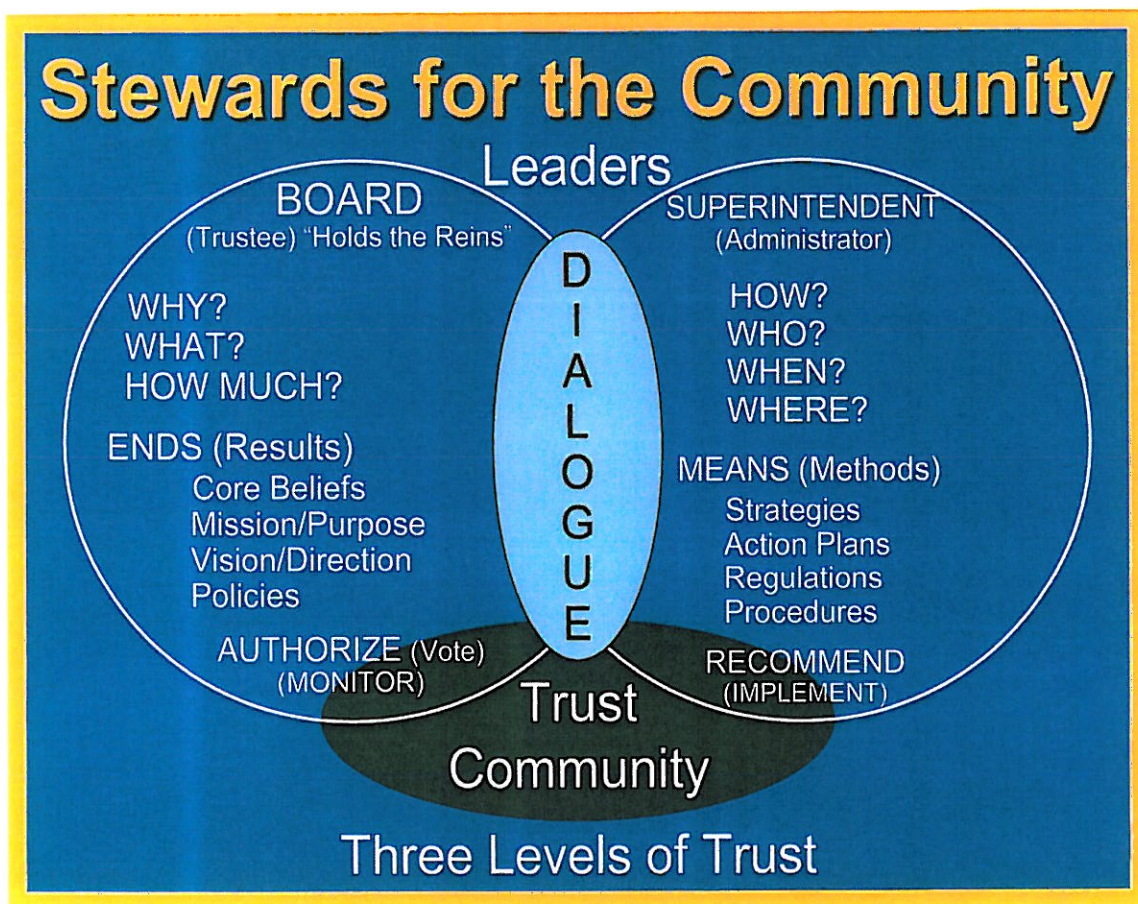 Stewards for the Community
Leaders
BOARD
(Trustee) "Holds the Reins"
WHY?
WHAT?
HOW MUCH?
ENDS (Results)
Core Beliefs
Mission/Purpose
Vision/Direction
Policies
AUTHORIZE (Vote)
(MONITOR)
DIALOGUE
SUPERINTENDENT
(Administrator)
HOW?
WHO?
WHEN?
WHERE?
MEANS (Methods)
Strategies
Action Plans
Regulations
Procedures
RECOMMEND
(IMPLEMENT)
Trust
Community
Three Levels of Trust